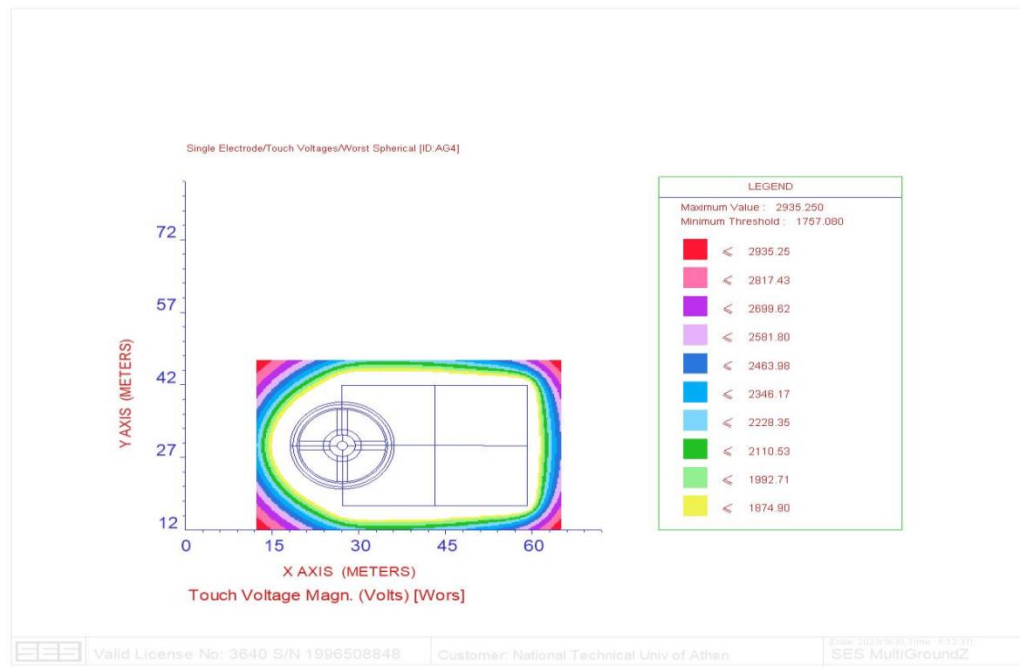 Single Electrode/Touch Voltages/Worst Spherical [ID:AG4]
LEGEND
Maximum Value : 2935.250
Minimum Threshold : 1757.080
≤ 2935.25
≤ 2817.43
≤ 2699.62
≤ 2581.80
≤ 2463.98
≤ 2346.17
≤ 2228.35
≤ 2110.53
≤ 1992.71
≤ 1874.90
72
57
42
27
12
Y AXIS (METERS)
0 15 30 45 60
X AXIS (METERS)
Touch Voltage Magn. (Volts) [Wors]
SES Valid License No: 3640 S/N 1996508848 Customer: National Technical Univ of Athen
SES MultiGroundZ